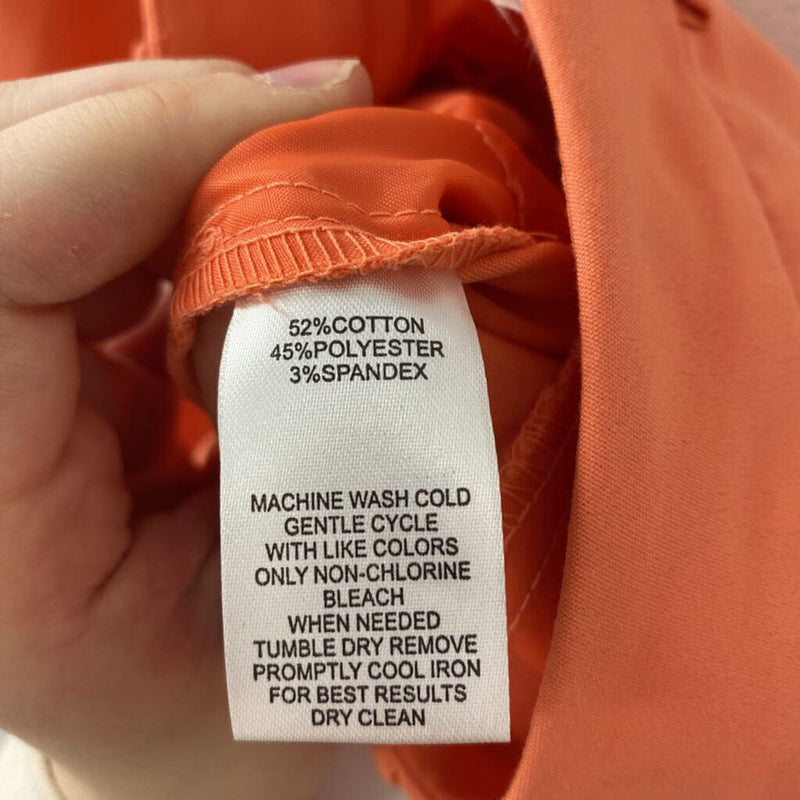 52%COTTON
45%POLYESTER
3%SPANDEX
MACHINE WASH COLD
GENTLE CYCLE
WITH LIKE COLORS
ONLY NON-CHLORINE
BLEACH
WHEN NEEDED
TUMBLE DRY REMOVE
PROMPTLY COOL IRON
FOR BEST RESULTS
DRY CLEAN